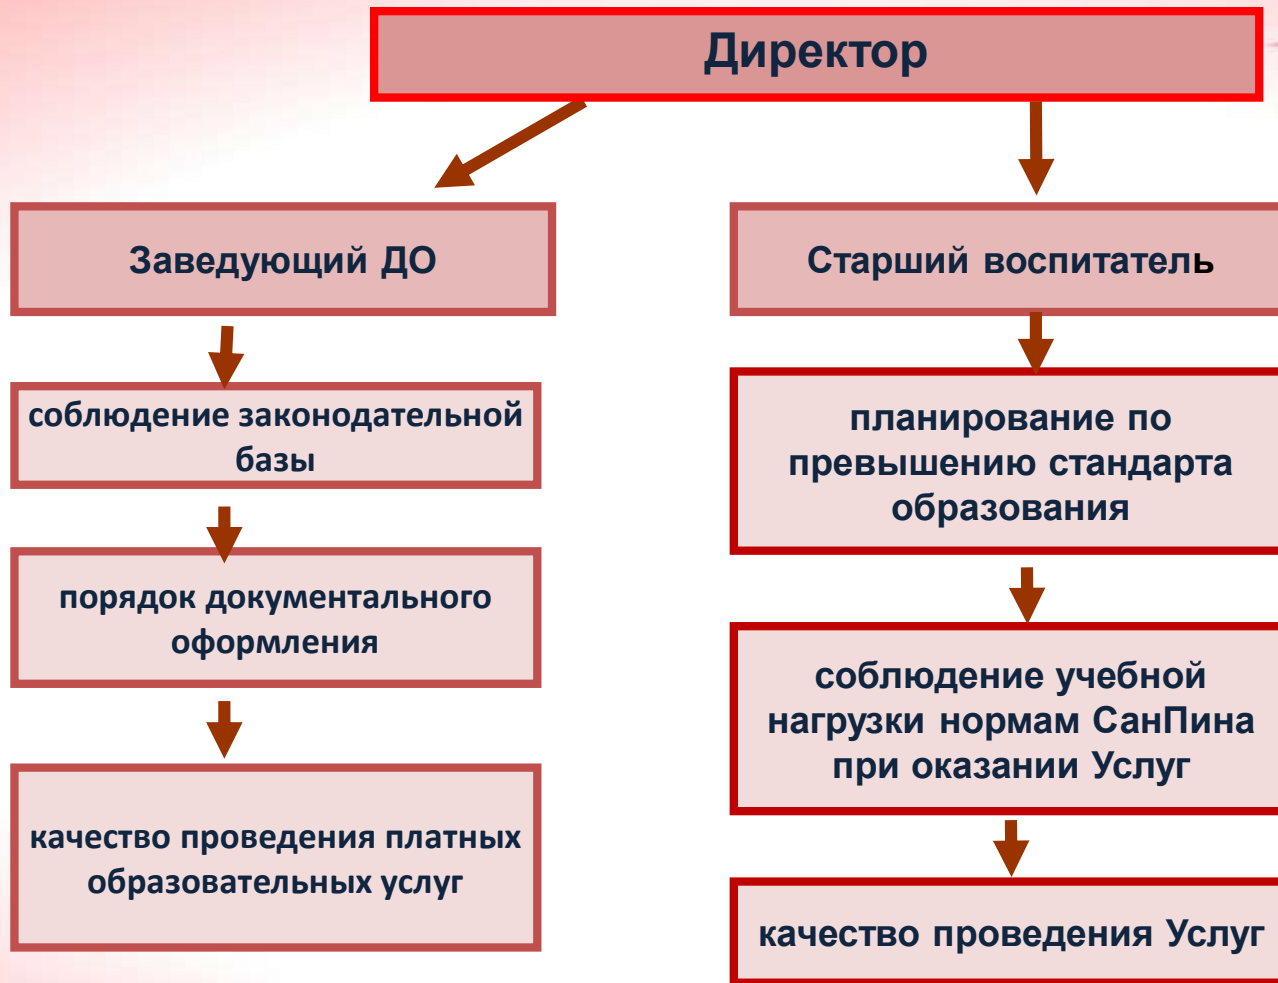 Директор
Заведующий ДО
соблюдение законодательной
базы
порядок документального
оформления
качество проведения платных
образовательных услуг
Старший воспитатель
планирование по
превышению стандарта
образования
соблюдение учебной
нагрузки нормам СанПина
при оказании Услуг
качество проведения Услуг